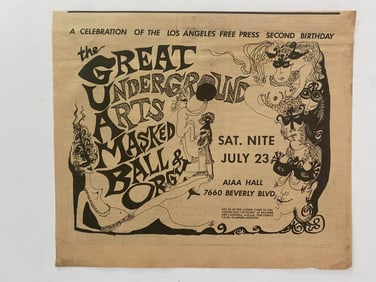 A CELEBRATION OF THE LOS ANGELES FREE PRESS SECOND BIRTHDAY
the
GREAT
UNDERGROUND
ARTS
MASKED
BALL &
ORGY
SAT. NITE
JULY 23
AIAA HALL
7660 BEVERLY BLVD.